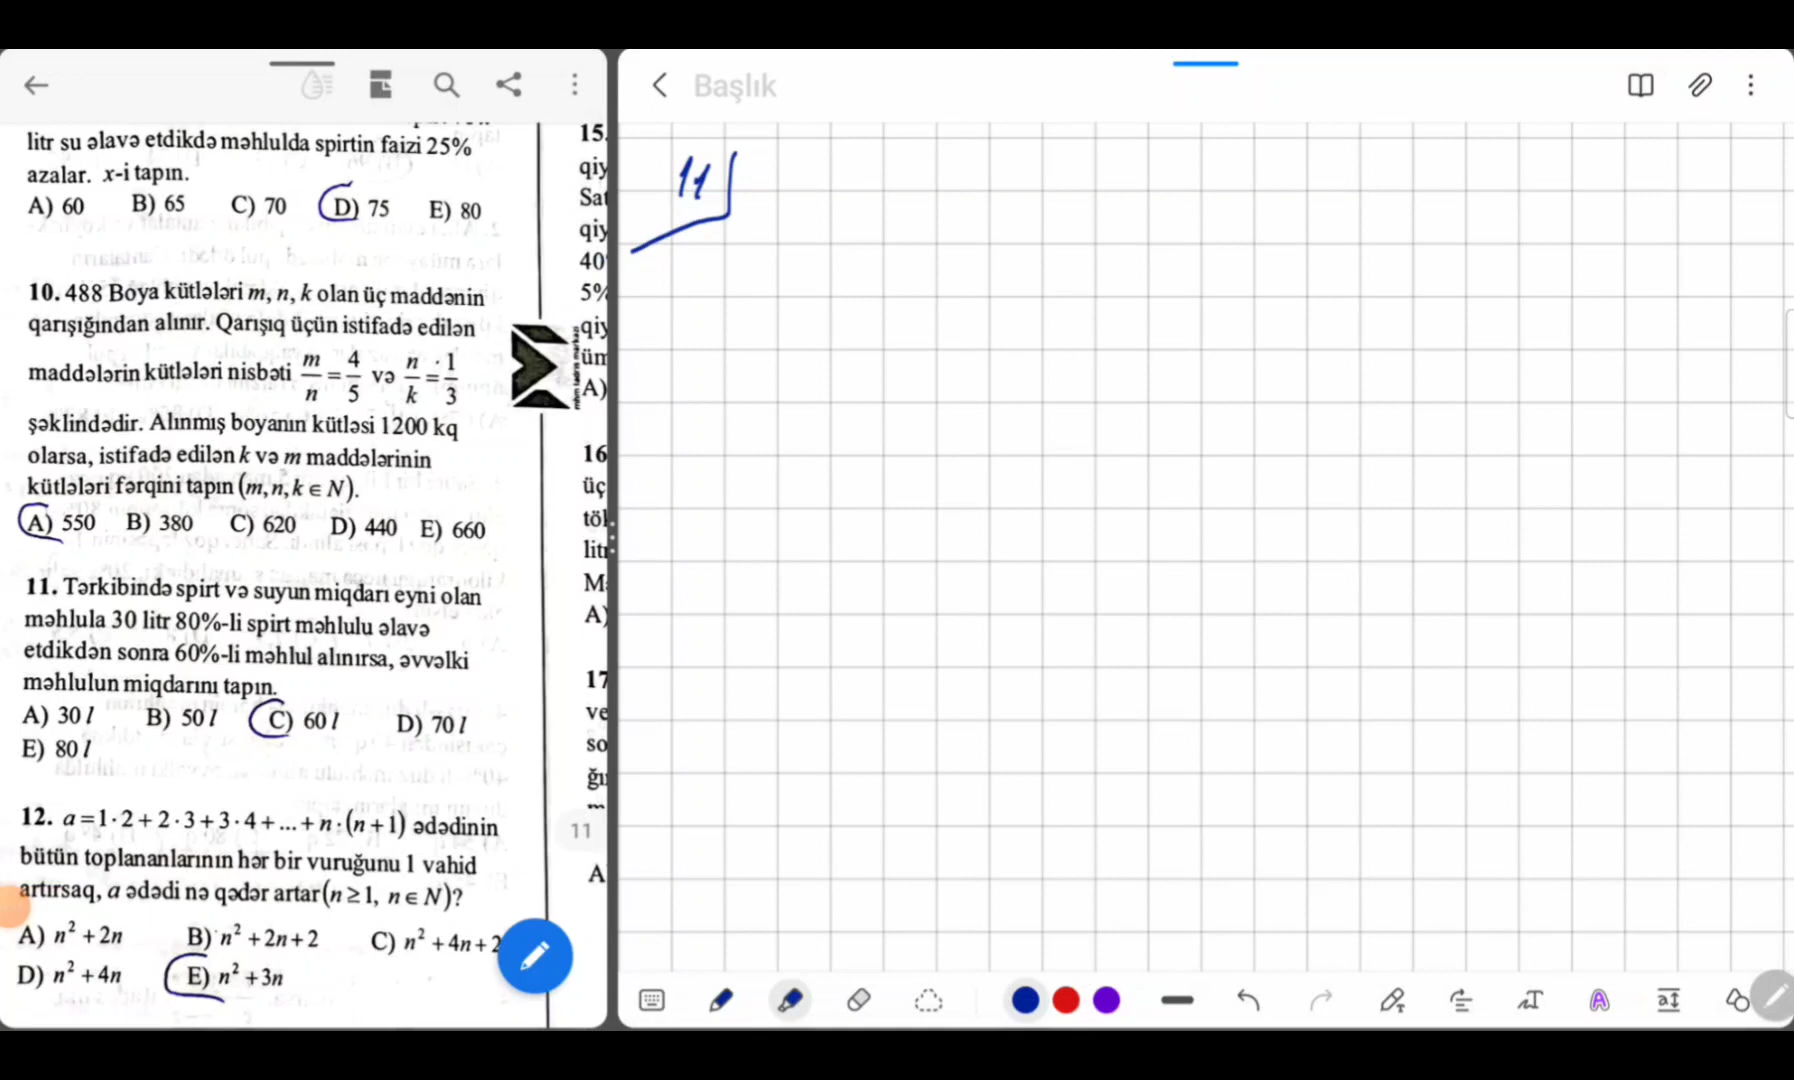 Başlık
litr su əlavə etdikdə məhlulda spirtin faizi 25%
azalar. x-i tapın.
A) 60 B) 65 C) 70 D) 75 E) 80
10. 488 Boya kütlələri m, n, k olan üç maddənin
qarışığından alınır. Qarışıq üçün istifadə edilən
maddələrin kütlələri nisbəti m/n = 4/5 və n/k = 1/3
şəklindədir. Alınmış boyanın kütləsi 1200 kq
olarsa, istifadə edilən k və m maddələrinin
kütlələri fərqini tapın (m,n,k ∈ N).
A) 550 B) 380 C) 620 D) 440 E) 660
11. Tərkibində spirt və suyun miqdarı eyni olan
məhlula 30 litr 80%-li spirt məhlulu əlavə
etdikdən sonra 60%-li məhlul alınırsa, əvvəlki
məhlulun miqdarını tapın.
A) 30 l B) 50 l C) 60 l D) 70 l
E) 80 l
12. a = 1·2 + 2·3 + 3·4 + ... + n·(n+1) ədədinin
bütün toplananlarının hər bir vuruğunu 1 vahid
artırsaq, a ədədi nə qədər artar (n ≥ 1, n ∈ N)?
A) n² + 2n B) n² + 2n + 2 C) n² + 4n + 2
D) n² + 4n E) n² + 3n
15.
qiy
Sat
qiy
40
5%
qiy
üm
A)
16
üç
töl
litr
A)
17
ve
so
ğı
11
A
11